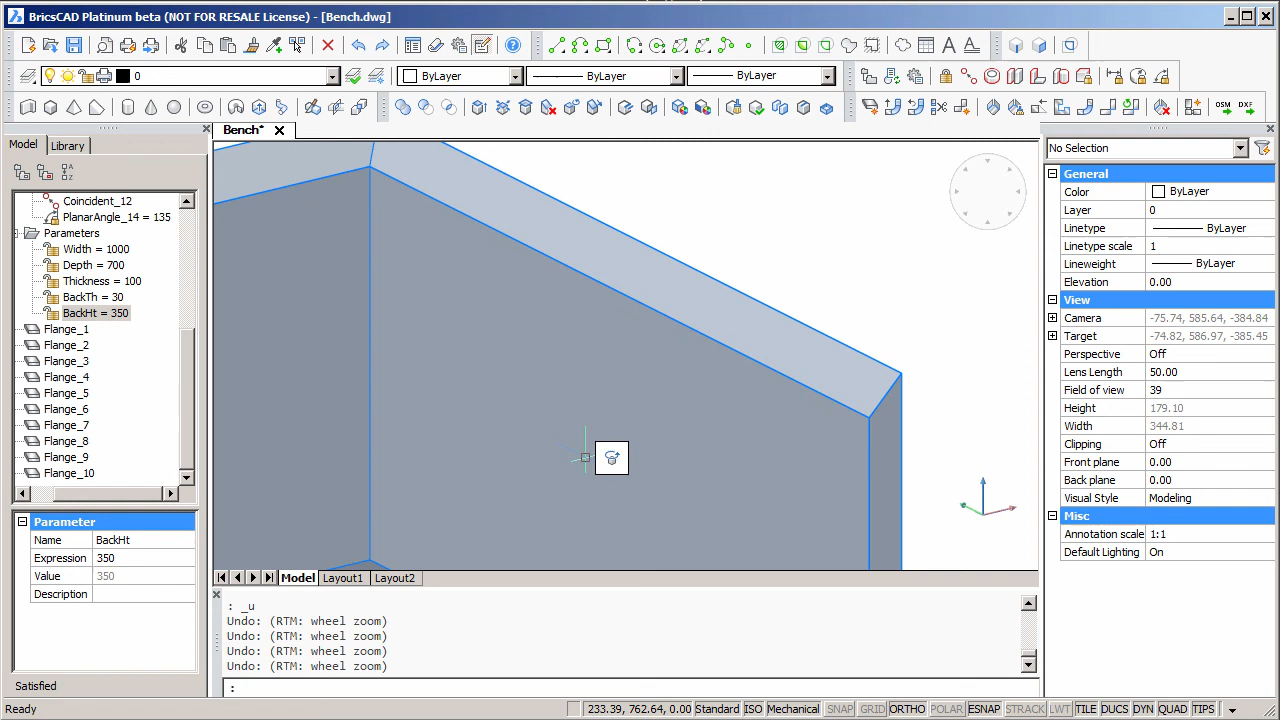 BricsCAD Platinum beta (NOT FOR RESALE License) - [Bench.dwg]
0
ByLayer
ByLayer
ByLayer
OSM
DXF
Model
Library
Coincident_12
PlanarAngle_14 = 135
Parameters
Width = 1000
Depth = 700
Thickness = 100
BackTh = 30
BackHt = 350
Flange_1
Flange_2
Flange_3
Flange_4
Flange_5
Flange_6
Flange_7
Flange_8
Flange_9
Flange_10
Parameter
Name BackHt
Expression 350
Value 350
Description
Satisfied
Bench*
Model
Layout1
Layout2
: _u
Undo: (RTM: wheel zoom)
Undo: (RTM: wheel zoom)
Undo: (RTM: wheel zoom)
Undo: (RTM: wheel zoom)
:
No Selection
General
Color ByLayer
Layer 0
Linetype ByLayer
Linetype scale 1
Lineweight ByLayer
Elevation 0.00
View
Camera -75.74, 585.64, -384.84
Target -74.82, 586.97, -385.45
Perspective Off
Lens Length 50.00
Field of view 39
Height 179.10
Width 344.81
Clipping Off
Front plane 0.00
Back plane 0.00
Visual Style Modeling
Misc
Annotation scale 1:1
Default Lighting On
Ready
233.39, 762.64, 0.00 Standard ISO Mechanical SNAP GRID ORTHO POLAR ESNAP STRACK LWT TILE DUCS DYN QUAD TIPS